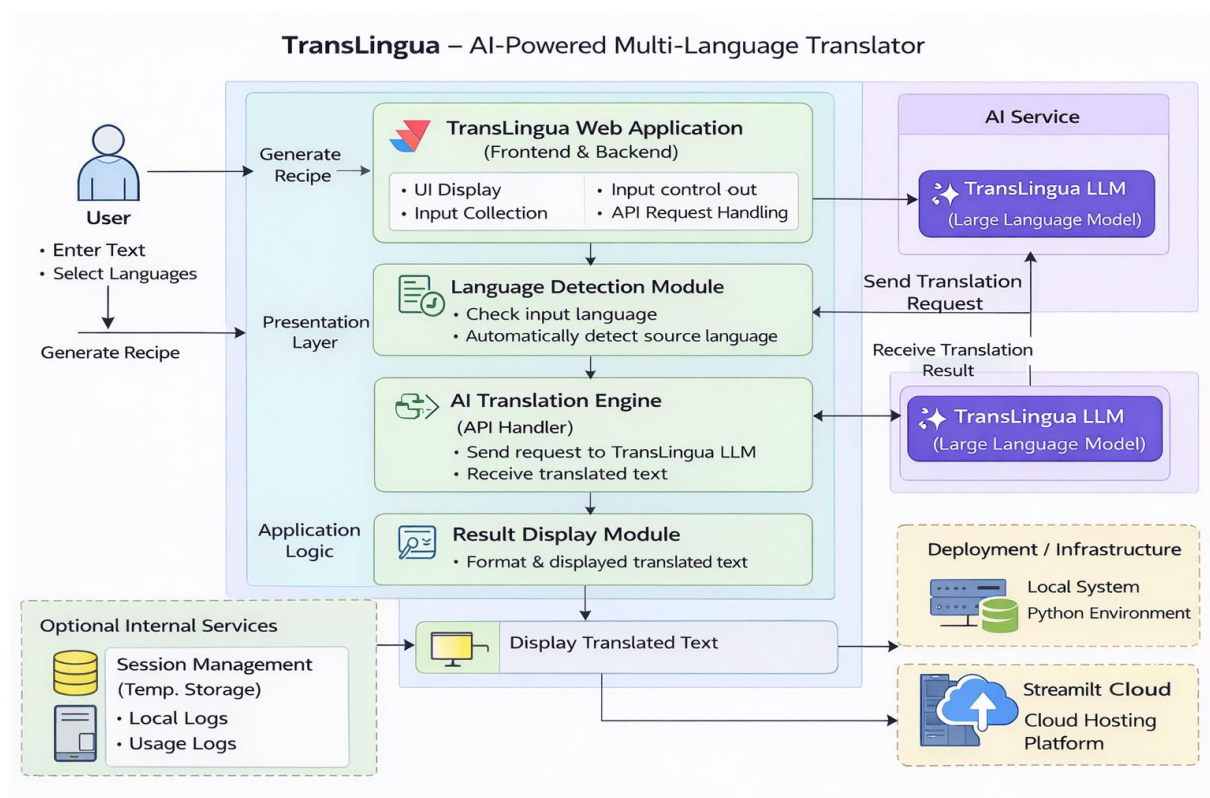 TransLingua – AI-Powered Multi-Language Translator
User
• Enter Text
• Select Languages
Generate Recipe
Generate
Recipe
Presentation
Layer
Application
Logic
TransLingua Web Application
(Frontend & Backend)
• UI Display
• Input Collection
• Input control out
• API Request Handling
Language Detection Module
• Check input language
• Automatically detect source language
AI Translation Engine
(API Handler)
• Send request to TransLingua LLM
• Receive translated text
Result Display Module
• Format & displayed translated text
Display Translated Text
AI Service
TransLingua LLM
(Large Language Model)
Send Translation
Request
Receive Translation
Result
TransLingua LLM
(Large Language Model)
Optional Internal Services
Session Management
(Temp. Storage)
• Local Logs
• Usage Logs
Deployment / Infrastructure
Local System
Python Environment
Streamilt Cloud
Cloud Hosting
Platform